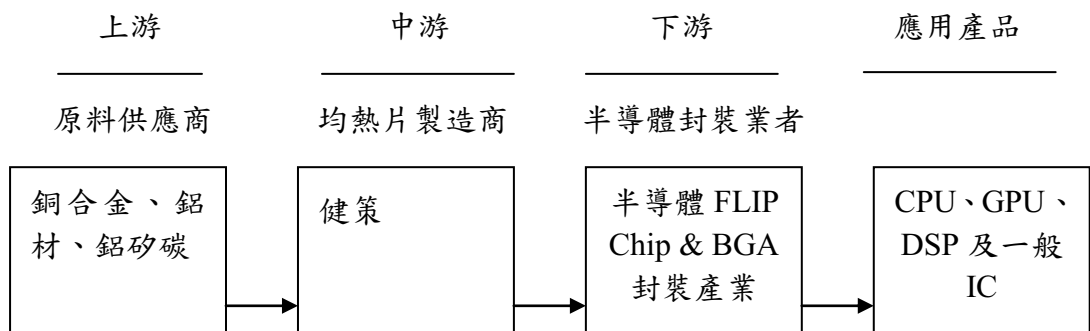 上游 中游 下游 應用產品
原料供應商 均熱片製造商 半導體封裝業者
銅合金、鋁
材、鋁矽碳
健策
半導體 FLIP
Chip & BGA
封裝產業
CPU、GPU、
DSP 及一般
IC